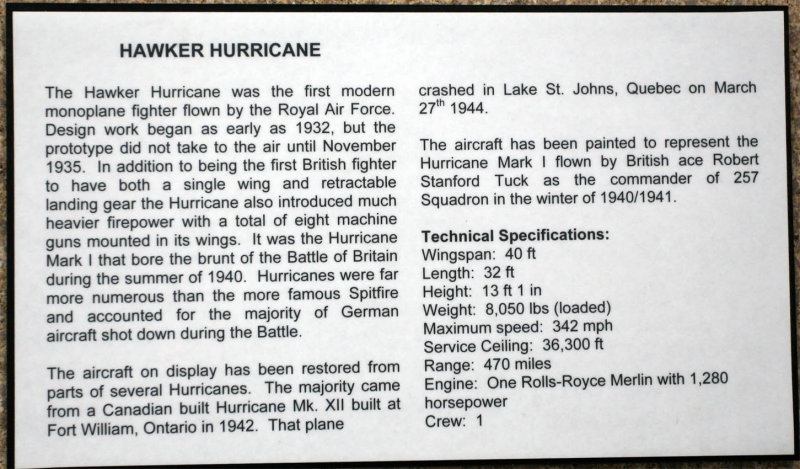 HAWKER HURRICANE
The Hawker Hurricane was the first modern
monoplane fighter flown by the Royal Air Force.
Design work began as early as 1932, but the
prototype did not take to the air until November
1935. In addition to being the first British fighter
to have both a single wing and retractable
landing gear the Hurricane also introduced much
heavier firepower with a total of eight machine
guns mounted in its wings. It was the Hurricane
Mark I that bore the brunt of the Battle of Britain
during the summer of 1940. Hurricanes were far
more numerous than the more famous Spitfire
and accounted for the majority of German
aircraft shot down during the Battle.
The aircraft on display has been restored from
parts of several Hurricanes. The majority came
from a Canadian built Hurricane Mk. XII built at
Fort William, Ontario in 1942. That plane
crashed in Lake St. Johns, Quebec on March
27th 1944.
The aircraft has been painted to represent the
Hurricane Mark I flown by British ace Robert
Stanford Tuck as the commander of 257
Squadron in the winter of 1940/1941.
Technical Specifications:
Wingspan: 40 ft
Length: 32 ft
Height: 13 ft 1 in
Weight: 8,050 lbs (loaded)
Maximum speed: 342 mph
Service Ceiling: 36,300 ft
Range: 470 miles
Engine: One Rolls-Royce Merlin with 1,280
horsepower
Crew: 1